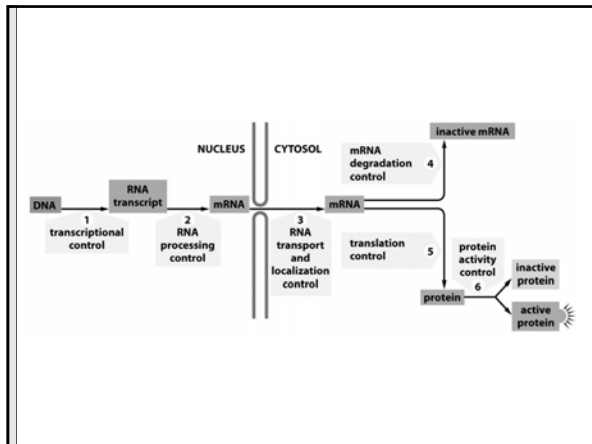 NUCLEUS
CYTOSOL
DNA
1
transcriptional
control
RNA
transcript
2
RNA
processing
control
mRNA
3
RNA
transport
and
localization
control
mRNA
mRNA
degradation
control
4
inactive mRNA
translation
control
5
protein
protein
activity
control
6
inactive
protein
active
protein